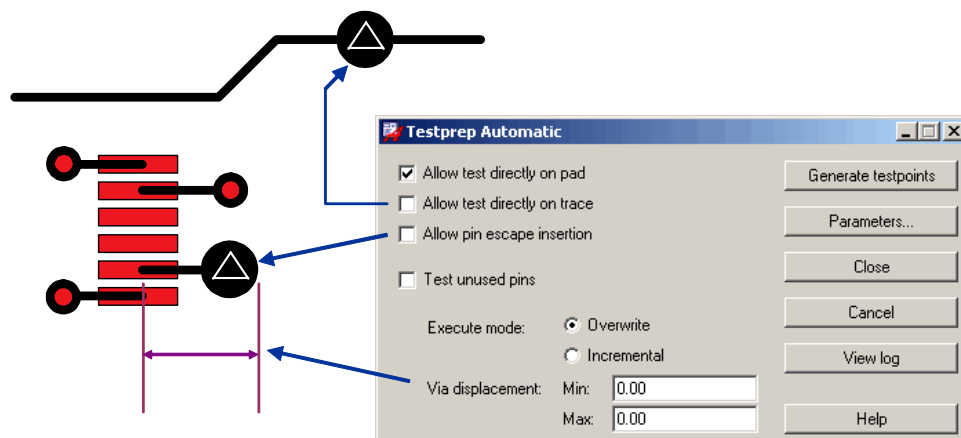 Testprep Automatic
Allow test directly on pad
Generate testpoints
Allow test directly on trace
Parameters...
Allow pin escape insertion
Close
Test unused pins
Cancel
Execute mode: Overwrite
Incremental
View log
Via displacement: Min: 0.00
Max: 0.00
Help